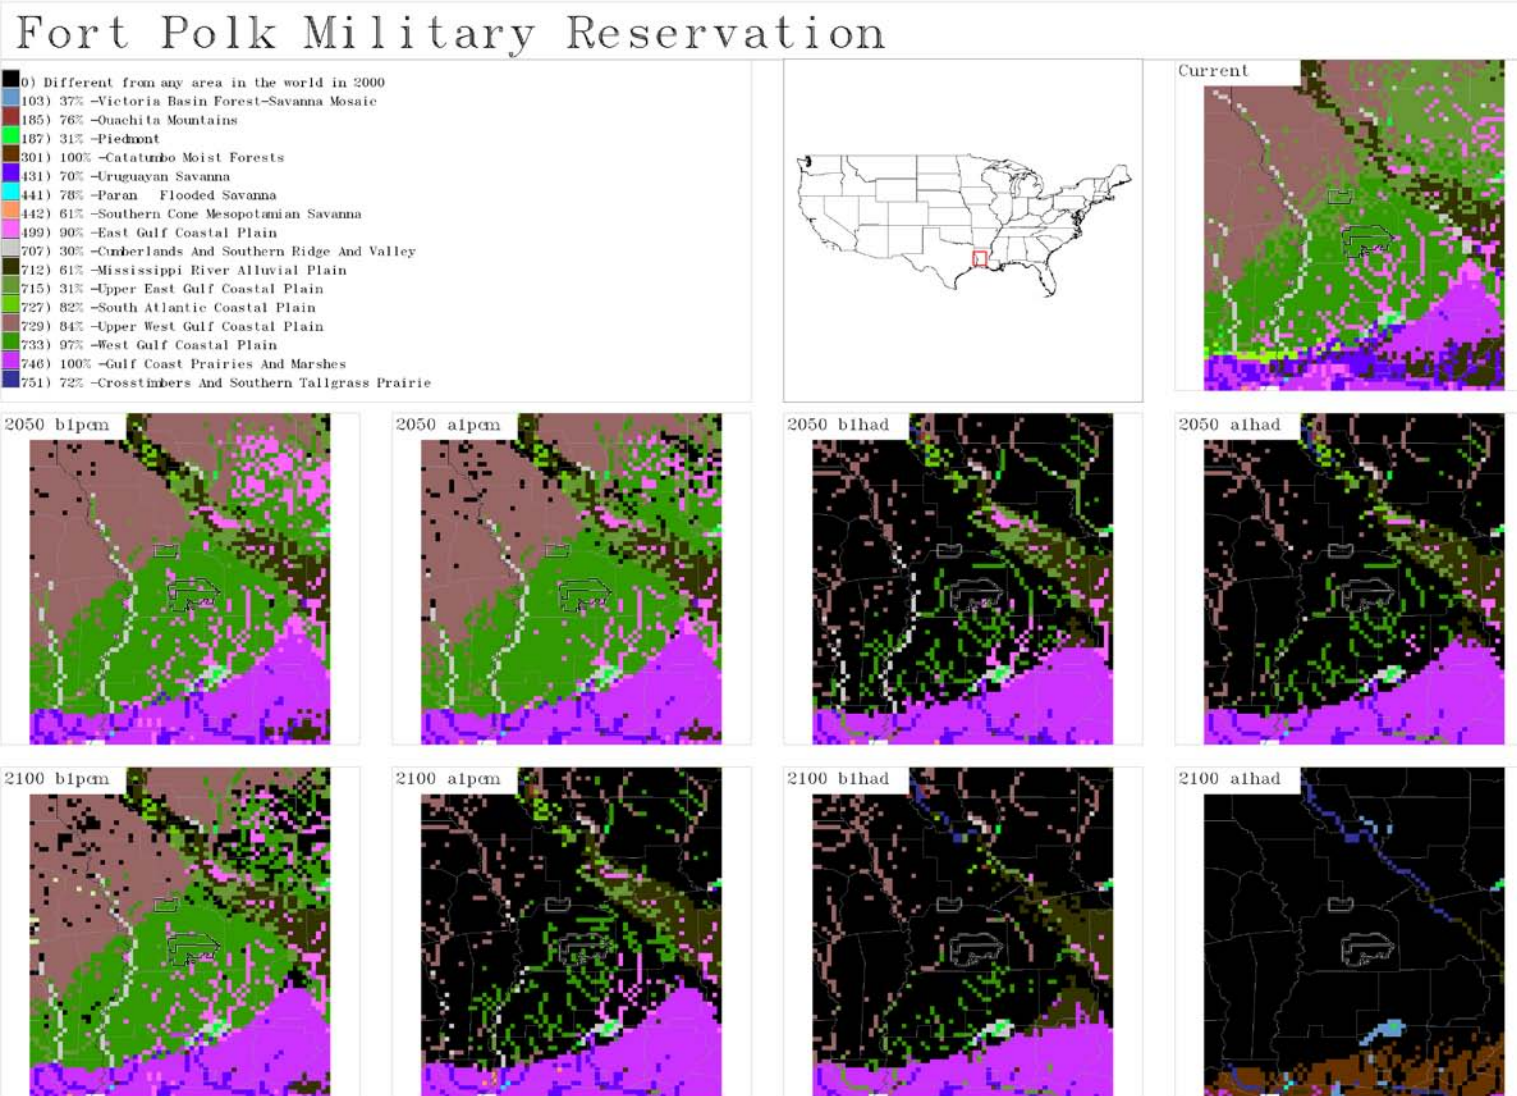 Fort Polk Military Reservation
0) Different from any area in the world in 2000
103) 37% -Victoria Basin Forest-Savanna Mosaic
185) 76% -Ouachita Mountains
187) 31% -Piedmont
301) 100% -Catatumbo Moist Forests
431) 70% -Uruguayan Savanna
441) 78% -Paran   Flooded Savanna
442) 61% -Southern Cone Mesopotamian Savanna
499) 90% -East Gulf Coastal Plain
707) 30% -Cumberlands And Southern Ridge And Valley
712) 61% -Mississippi River Alluvial Plain
715) 31% -Upper East Gulf Coastal Plain
727) 82% -South Atlantic Coastal Plain
729) 84% -Upper West Gulf Coastal Plain
733) 97% -West Gulf Coastal Plain
746) 100% -Gulf Coast Prairies And Marshes
751) 72% -Crosstimbers And Southern Tallgrass Prairie
Current
2050 b1pcm
2050 a1pcm
2050 b1had
2050 a1had
2100 b1pcm
2100 a1pcm
2100 b1had
2100 a1had